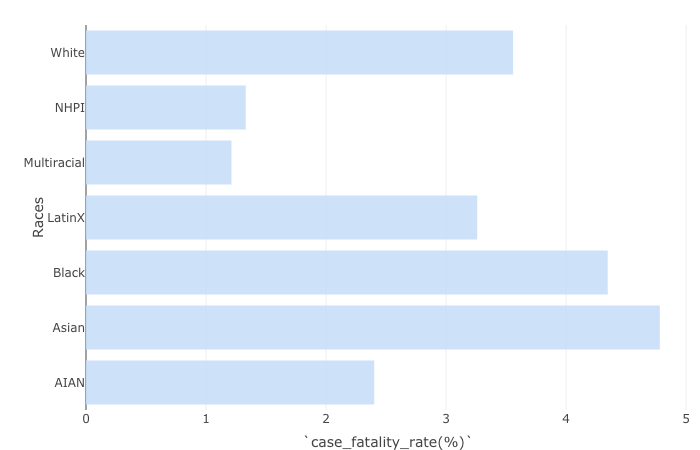 White
NHPI
Multiracial
LatinX
Black
Asian
AIAN
Races
0 1 2 3 4 5
`case_fatality_rate(%)`